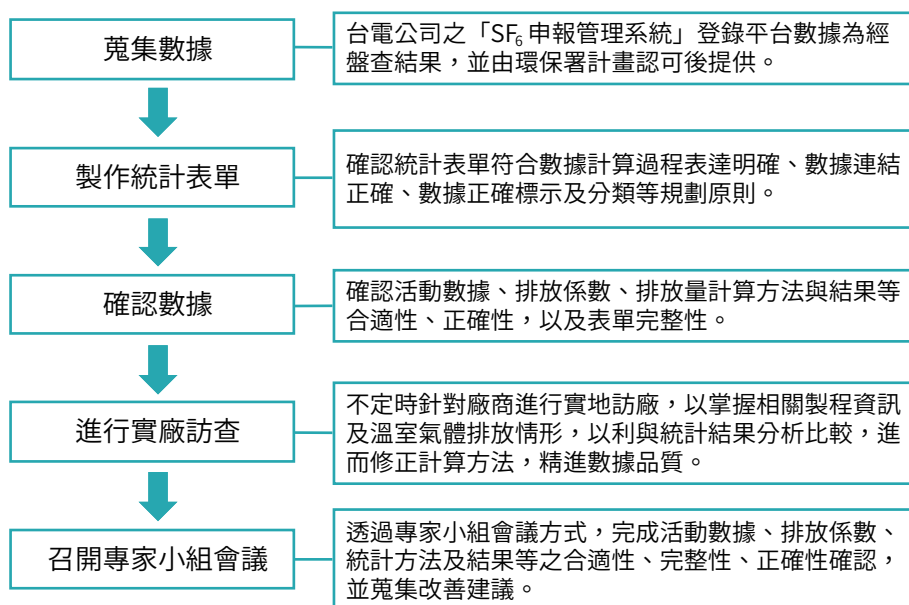 蒐集數據
台電公司之「SF₆ 申報管理系統」登錄平台數據為經
盤查結果，並由環保署計畫認可後提供。
製作統計表單
確認統計表單符合數據計算過程表達明確、數據連結
正確、數據正確標示及分類等規劃原則。
確認數據
確認活動數據、排放係數、排放量計算方法與結果等
合適性、正確性，以及表單完整性。
進行實廠訪查
不定時針對廠商進行實地訪廠，以掌握相關製程資訊
及溫室氣體排放情形，以利與統計結果分析比較，進
而修正計算方法，精進數據品質。
召開專家小組會議
透過專家小組會議方式，完成活動數據、排放係數、
統計方法及結果等之合適性、完整性、正確性確認，
並蒐集改善建議。